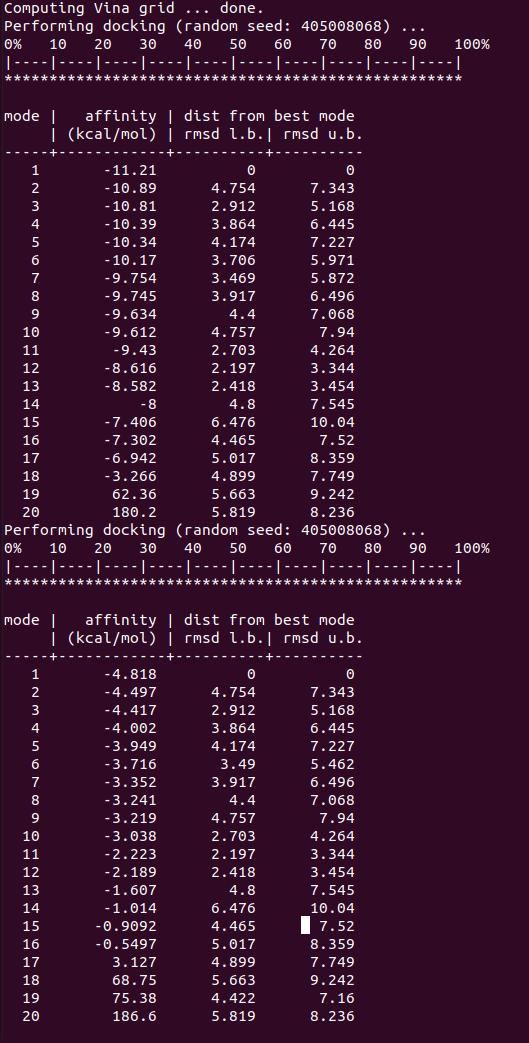 Computing Vina grid ... done.
Performing docking (random seed: 405008068) ...
0%   10   20   30   40   50   60   70   80   90   100%
|----|----|----|----|----|----|----|----|----|----|
***************************************************

mode |   affinity | dist from best mode
     | (kcal/mol) | rmsd l.b.| rmsd u.b.
-----+------------+----------+----------
   1       -11.21          0          0
   2       -10.89      4.754      7.343
   3       -10.81      2.912      5.168
   4       -10.39      3.864      6.445
   5       -10.34      4.174      7.227
   6       -10.17      3.706      5.971
   7       -9.754      3.469      5.872
   8       -9.745      3.917      6.496
   9       -9.634        4.4      7.068
  10       -9.612      4.757       7.94
  11        -9.43      2.703      4.264
  12       -8.616      2.197      3.344
  13       -8.582      2.418      3.454
  14           -8        4.8      7.545
  15       -7.406      6.476      10.04
  16       -7.302      4.465       7.52
  17       -6.942      5.017      8.359
  18       -3.266      4.899      7.749
  19        62.36      5.663      9.242
  20        180.2      5.819      8.236
Performing docking (random seed: 405008068) ...
0%   10   20   30   40   50   60   70   80   90   100%
|----|----|----|----|----|----|----|----|----|----|
***************************************************

mode |   affinity | dist from best mode
     | (kcal/mol) | rmsd l.b.| rmsd u.b.
-----+------------+----------+----------
   1       -4.818          0          0
   2       -4.497      4.754      7.343
   3       -4.417      2.912      5.168
   4       -4.002      3.864      6.445
   5       -3.949      4.174      7.227
   6       -3.716       3.49      5.462
   7       -3.352      3.917      6.496
   8       -3.241        4.4      7.068
   9       -3.219      4.757       7.94
  10       -3.038      2.703      4.264
  11       -2.223      2.197      3.344
  12       -2.189      2.418      3.454
  13       -1.607        4.8      7.545
  14       -1.014      6.476      10.04
  15      -0.9092      4.465       7.52
  16      -0.5497      5.017      8.359
  17        3.127      4.899      7.749
  18        68.75      5.663      9.242
  19        75.38      4.422       7.16
  20        186.6      5.819      8.236